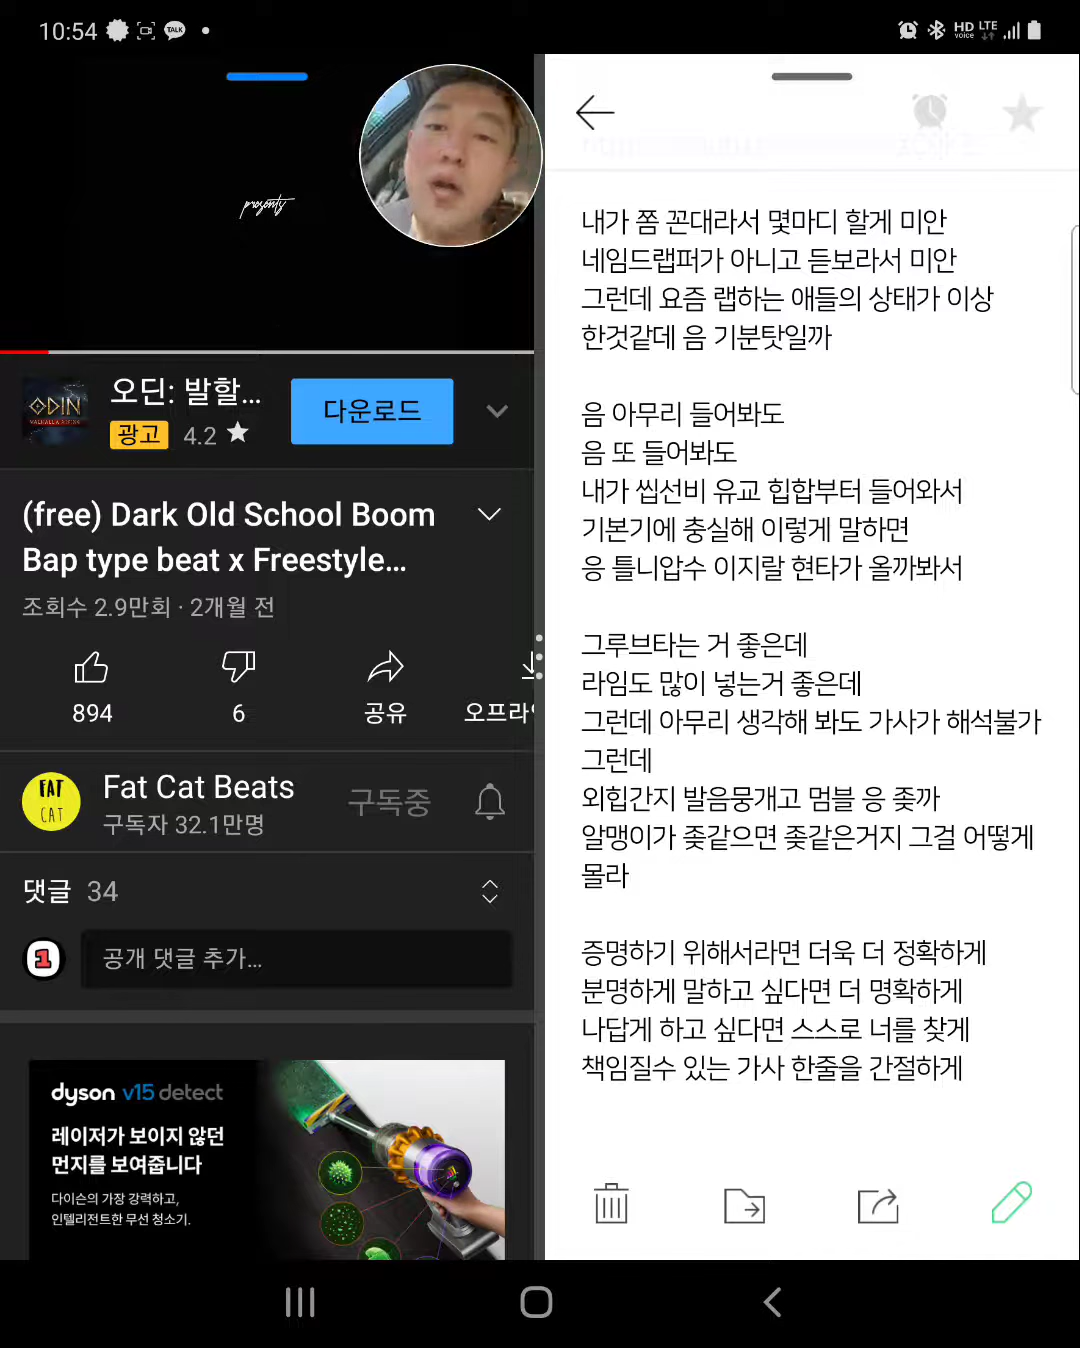 10:54
TALK
HD voice
LTE
presents
ODIN
VALHALLA RISING
오딘: 발할...
광고 4.2
다운로드
(free) Dark Old School Boom
Bap type beat x Freestyle...
조회수 2.9만회 · 2개월 전
894
6
공유
오프라
FAT
CAT
Fat Cat Beats
구독자 32.1만명
구독중
댓글 34
1
공개 댓글 추가...
dyson v15 detect
레이저가 보이지 않던
먼지를 보여줍니다
다이슨의 가장 강력하고,
인텔리전트한 무선 청소기.
내가 쫌 꼰대라서 몇마디 할게 미안
네임드랩퍼가 아니고 듣보라서 미안
그런데 요즘 랩하는 애들의 상태가 이상
한것같데 음 기분탓일까
음 아무리 들어봐도
음 또 들어봐도
내가 씹선비 유교 힙합부터 들어와서
기본기에 충실해 이렇게 말하면
응 틀니압수 이지랄 현타가 올까봐서
그루브타는 거 좋은데
라임도 많이 넣는거 좋은데
그런데 아무리 생각해 봐도 가사가 해석불가
그런데
외힙간지 발음뭉개고 멈블 응 좆까
알맹이가 좆같으면 좆같은거지 그걸 어떻게
몰라
증명하기 위해서라면 더욱 더 정확하게
분명하게 말하고 싶다면 더 명확하게
나답게 하고 싶다면 스스로 너를 찾게
책임질수 있는 가사 한줄을 간절하게